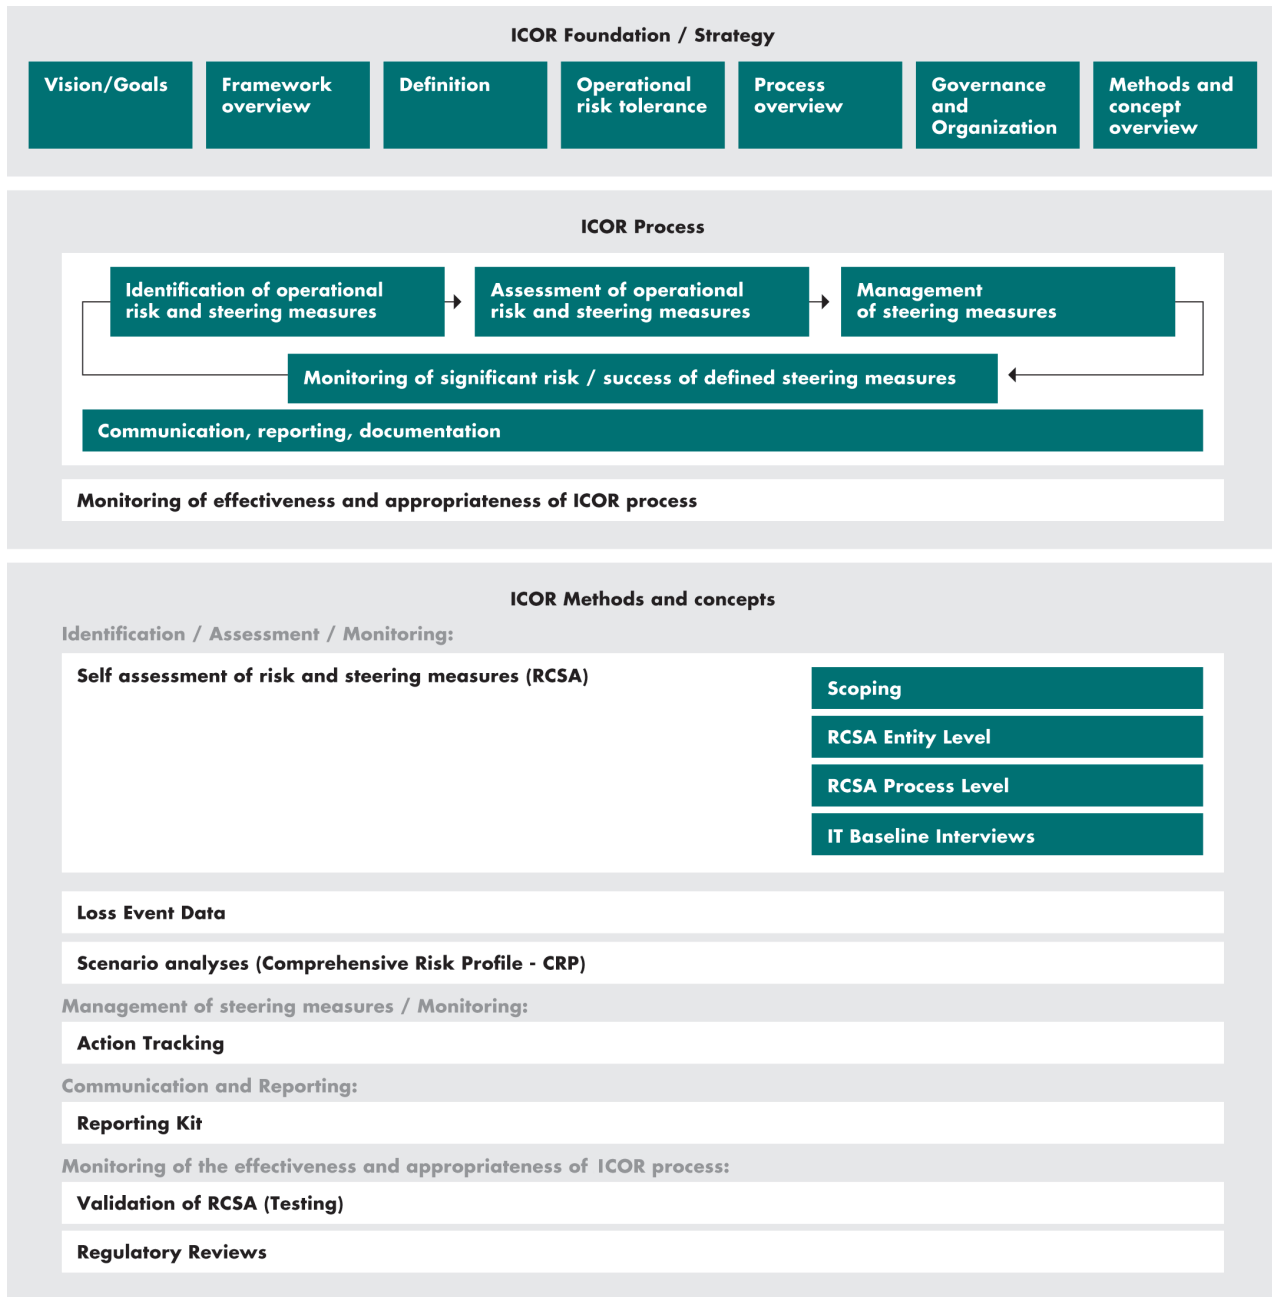 ICOR Foundation / Strategy
Vision/Goals
Framework
overview
Definition
Operational
risk tolerance
Process
overview
Governance
and
Organization
Methods and
concept
overview
ICOR Process
Identification of operational
risk and steering measures
Assessment of operational
risk and steering measures
Management
of steering measures
Monitoring of significant risk / success of defined steering measures
Communication, reporting, documentation
Monitoring of effectiveness and appropriateness of ICOR process
ICOR Methods and concepts
Identification / Assessment / Monitoring:
Self assessment of risk and steering measures (RCSA)
Scoping
RCSA Entity Level
RCSA Process Level
IT Baseline Interviews
Loss Event Data
Scenario analyses (Comprehensive Risk Profile - CRP)
Management of steering measures / Monitoring:
Action Tracking
Communication and Reporting:
Reporting Kit
Monitoring of the effectiveness and appropriateness of ICOR process:
Validation of RCSA (Testing)
Regulatory Reviews